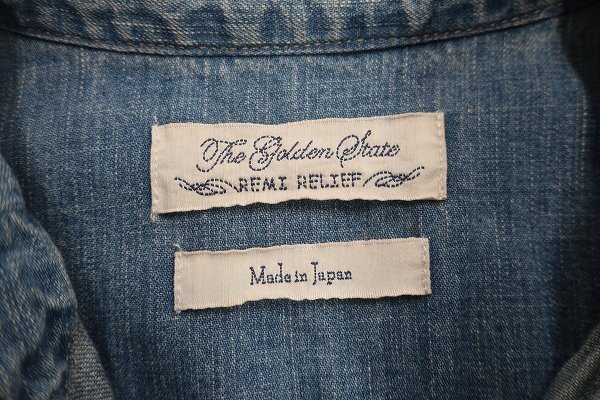 The Golden State
REMI RELIEF
Made in Japan